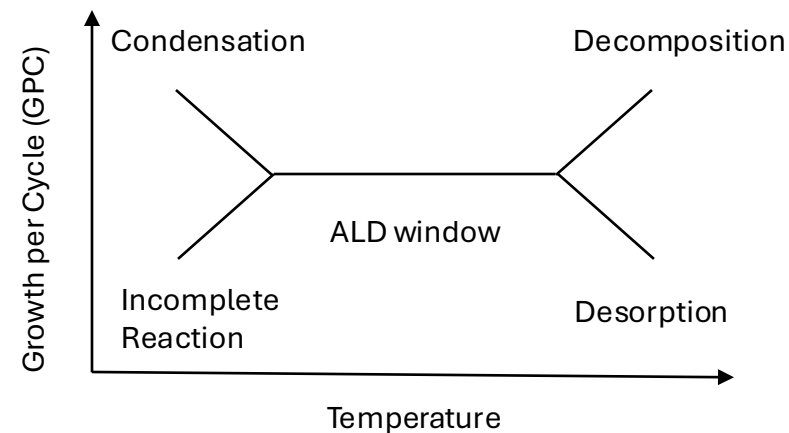 Condensation
Decomposition
Growth per Cycle (GPC)
ALD window
Incomplete
Reaction
Desorption
Temperature